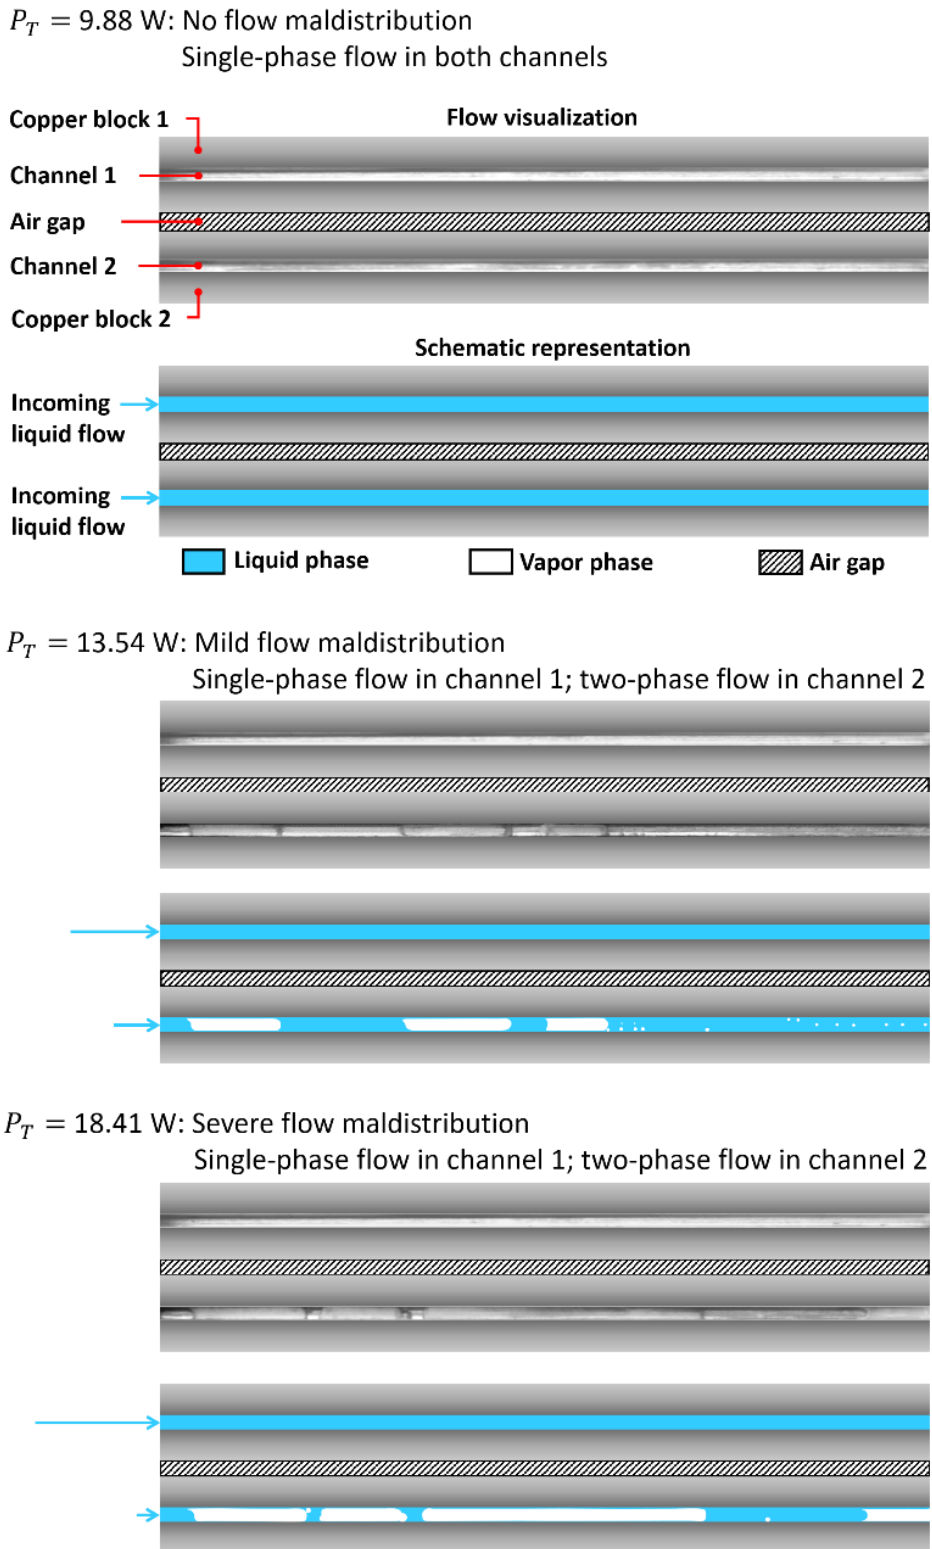 P_T = 9.88 W: No flow maldistribution
Single-phase flow in both channels
Copper block 1
Flow visualization
Channel 1
Air gap
Channel 2
Copper block 2
Schematic representation
Incoming
liquid flow
Incoming
liquid flow
Liquid phase
Vapor phase
Air gap
P_T = 13.54 W: Mild flow maldistribution
Single-phase flow in channel 1; two-phase flow in channel 2
P_T = 18.41 W: Severe flow maldistribution
Single-phase flow in channel 1; two-phase flow in channel 2